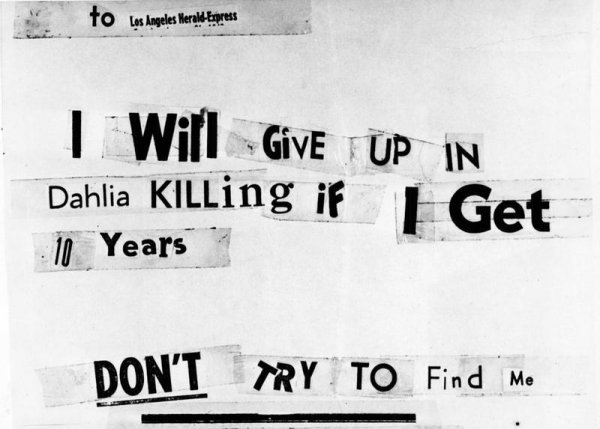 to Los Angeles Herald-Express
I Will GivE UP IN
Dahlia KILLing iF I Get
10 Years
DON'T TRY TO Find Me